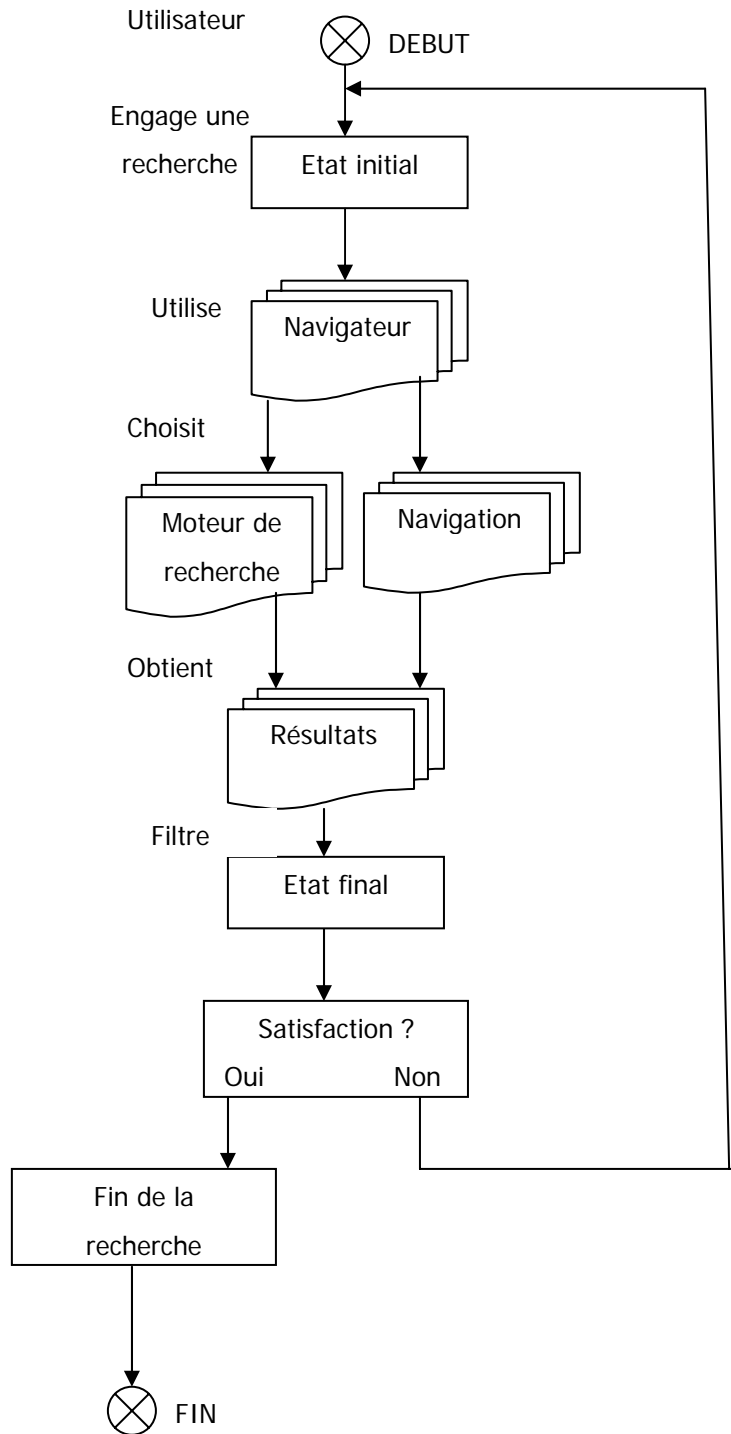 Utilisateur
DEBUT
Engage une
recherche
Etat initial
Utilise
Navigateur
Choisit
Moteur de
recherche
Navigation
Obtient
Résultats
Filtre
Etat final
Satisfaction ?
Oui
Non
Fin de la
recherche
FIN